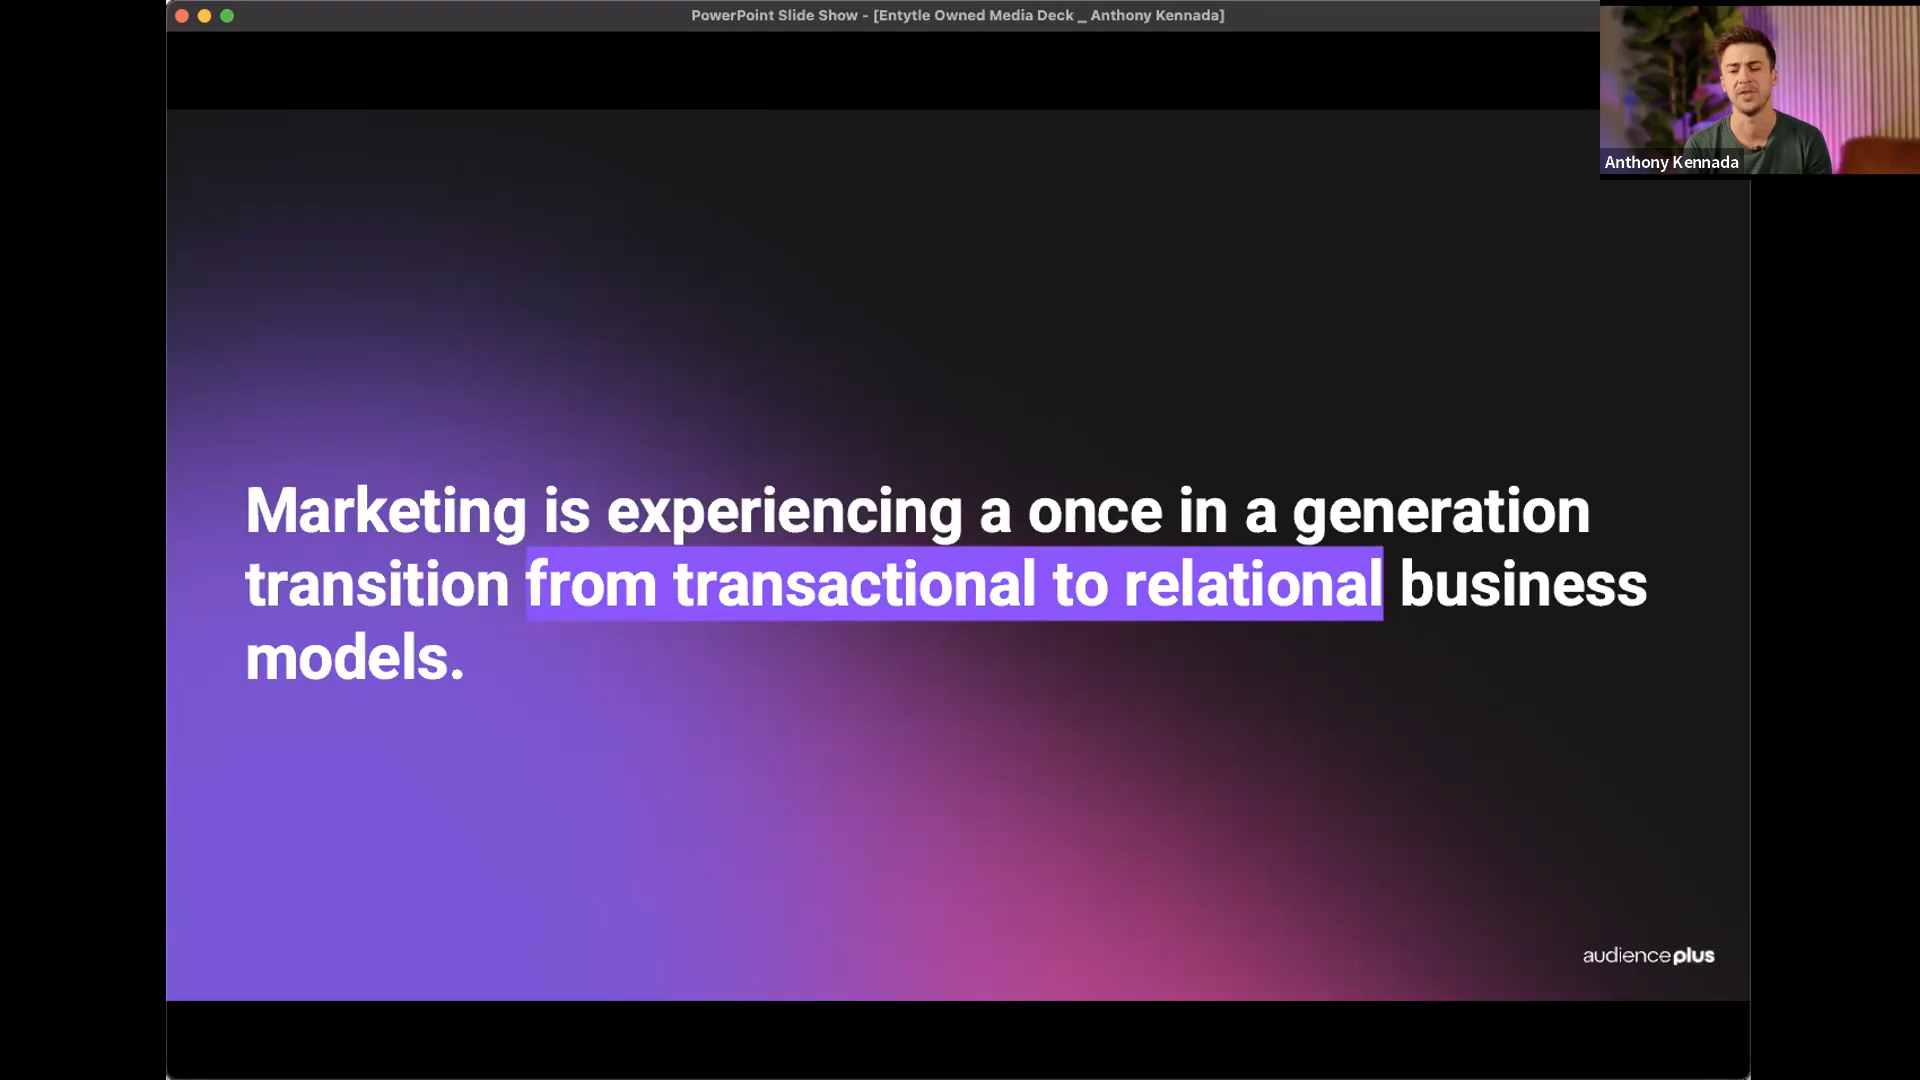 PowerPoint Slide Show - [Entytle Owned Media Deck _ Anthony Kennada]
Anthony Kennada
Marketing is experiencing a once in a generation
transition from transactional to relational business
models.
audienceplus